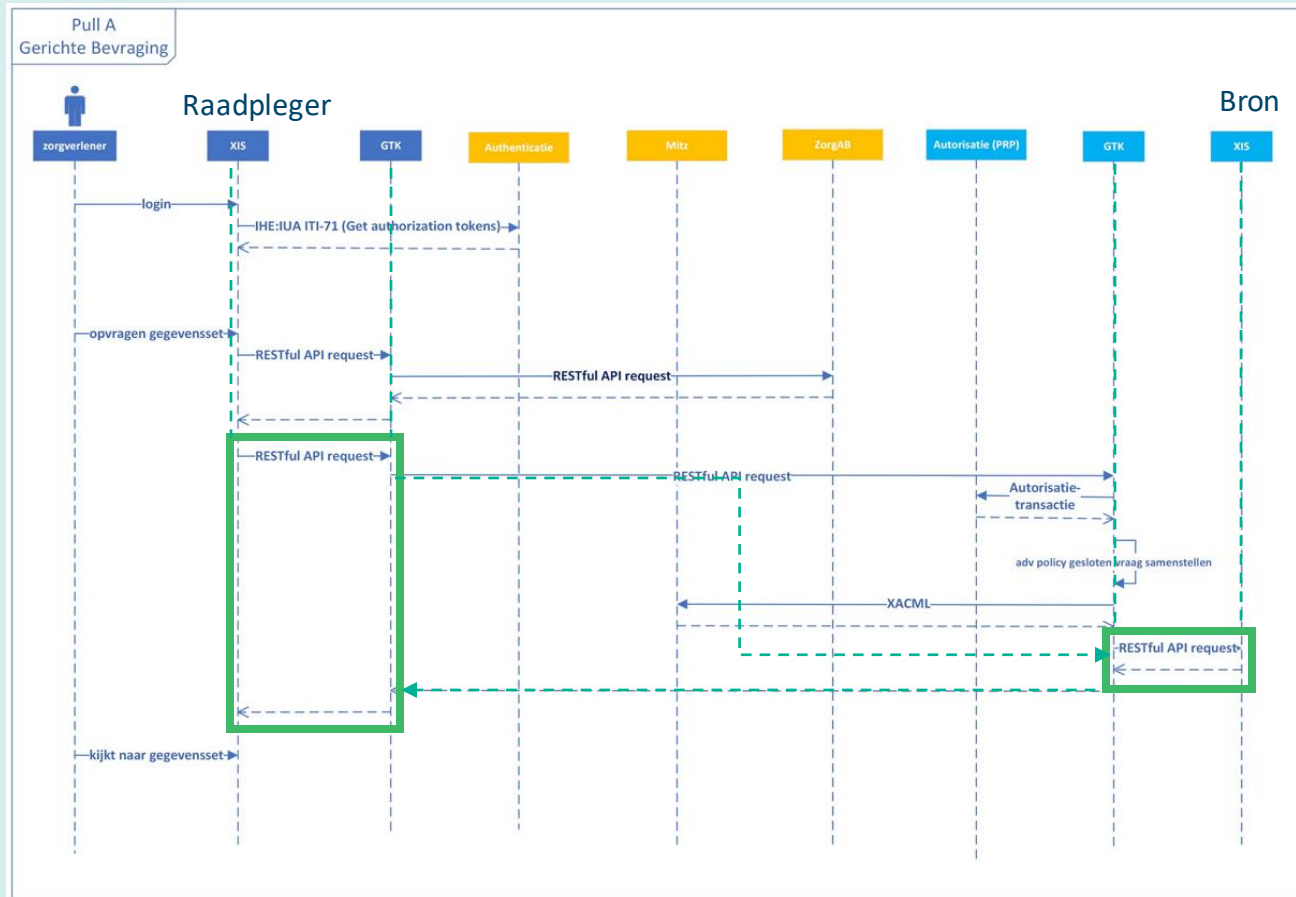 Pull A
Gerichte Bevraging
Raadpleger
Bron
zorgverlener
XIS
GTK
Authenticatie
Mitz
ZorgAB
Autorisatie (PRP)
GTK
XIS
login
IHE:IUA ITI-71 (Get authorization tokens)
opvragen gegevensset
RESTful API request
RESTful API request
RESTful API request
RESTful API request
Autorisatie-
transactie
adv policy gesloten vraag samenstellen
XACML
RESTful API request
kijkt naar gegevensset